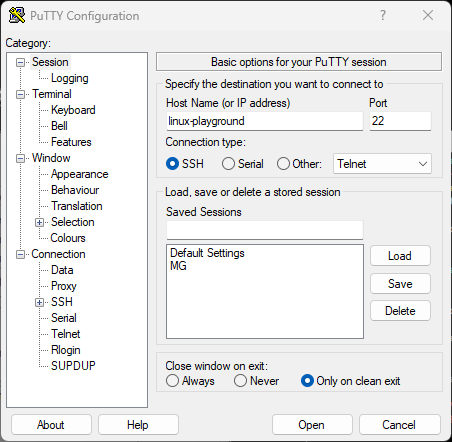 PuTTY Configuration
?
Category:
Session
Logging
Terminal
Keyboard
Bell
Features
Window
Appearance
Behaviour
Translation
Selection
Colours
Connection
Data
Proxy
SSH
Serial
Telnet
Rlogin
SUPDUP
Basic options for your PuTTY session
Specify the destination you want to connect to
Host Name (or IP address) Port
linux-playground 22
Connection type:
SSH Serial Other: Telnet
Load, save or delete a stored session
Saved Sessions
Default Settings
MG
Load
Save
Delete
Close window on exit:
Always Never Only on clean exit
About Help Open Cancel